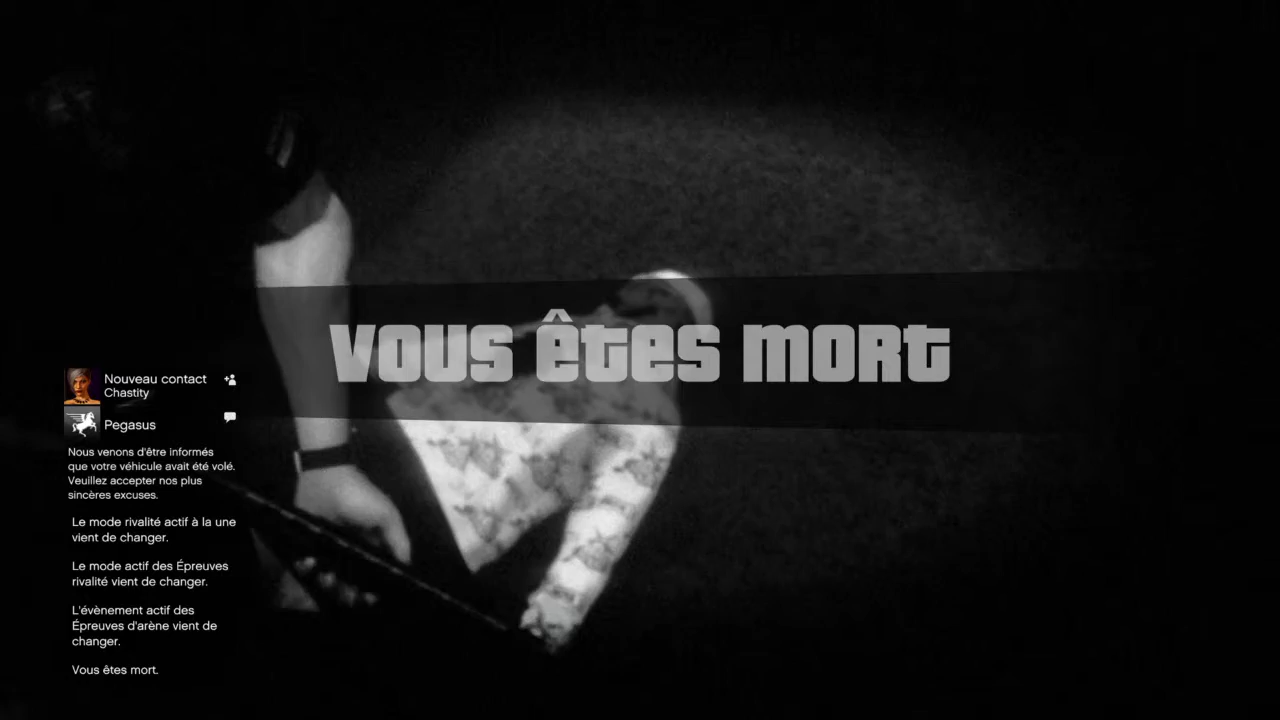 VOUS ÊTES MORT
Nouveau contact
Chastity
Pegasus
Nous venons d'être informés
que votre véhicule avait été volé.
Veuillez accepter nos plus
sincères excuses.
Le mode rivalité actif à la une
vient de changer.
Le mode actif des Épreuves
rivalité vient de changer.
L'évènement actif des
Épreuves d'arène vient de
changer.
Vous êtes mort.